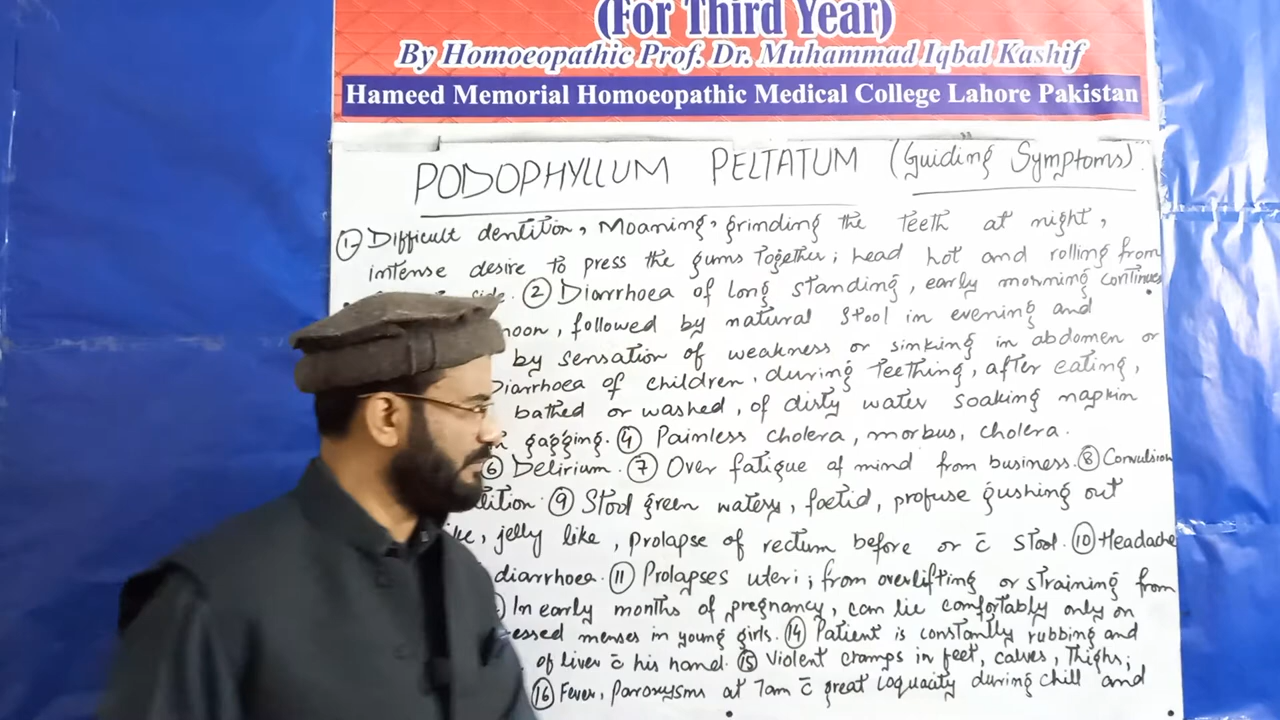 (For Third Year)
By Homoeopathic Prof. Dr. Muhammad Iqbal Kashif
Hameed Memorial Homoeopathic Medical College Lahore Pakistan
PODOPHYLLUM PELTATUM (Guiding Symptoms)
1 Difficult dentition, Moaning, grinding the teeth at night,
intense desire to press the gums together; head hot and rolling from
side. 2 Diarrhoea of long standing, early morning continues
noon, followed by natural stool in evening and
by sensation of weakness or sinking in abdomen or
Diarrhoea of children, during teething, after eating,
bathed or washed, of dirty water soaking napkin
gagging. 4 Painless cholera, morbus, cholera.
6 Delirium. 7 Over fatigue of mind from business. 8 Convulsion
tition. 9 Stool green watery, foetid, profuse gushing out
ke, jelly like, prolapse of rectum before or c̄ stool. 10 Headache
diarrhoea. 11 Prolapses uteri; from overlifting or straining from
In early months of pregnancy, can lie comfortably only on
essed menses in young girls. 14 Patient is constantly rubbing and
of liver c̄ his hand. 15 Violent cramps in feet, calves, thighs;
16 Fever, paroxysms at 7am c̄ great loquacity during chill and